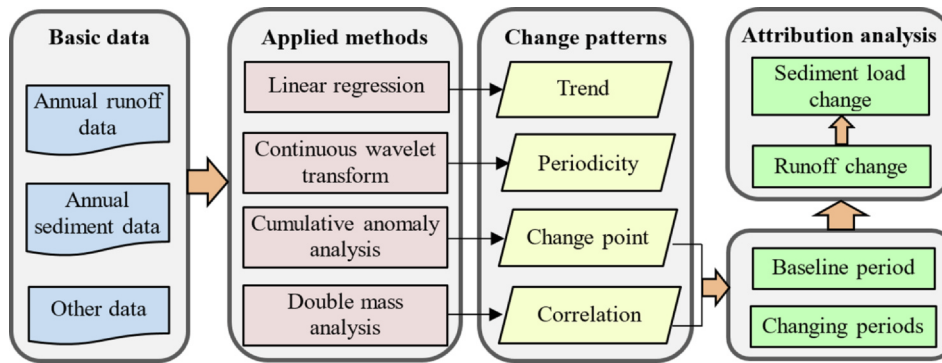 Basic data
Annual runoff
data
Annual
sediment data
Other data
Applied methods
Linear regression
Continuous wavelet
transform
Cumulative anomaly
analysis
Double mass
analysis
Change patterns
Trend
Periodicity
Change point
Correlation
Attribution analysis
Sediment load
change
Runoff change
Baseline period
Changing periods